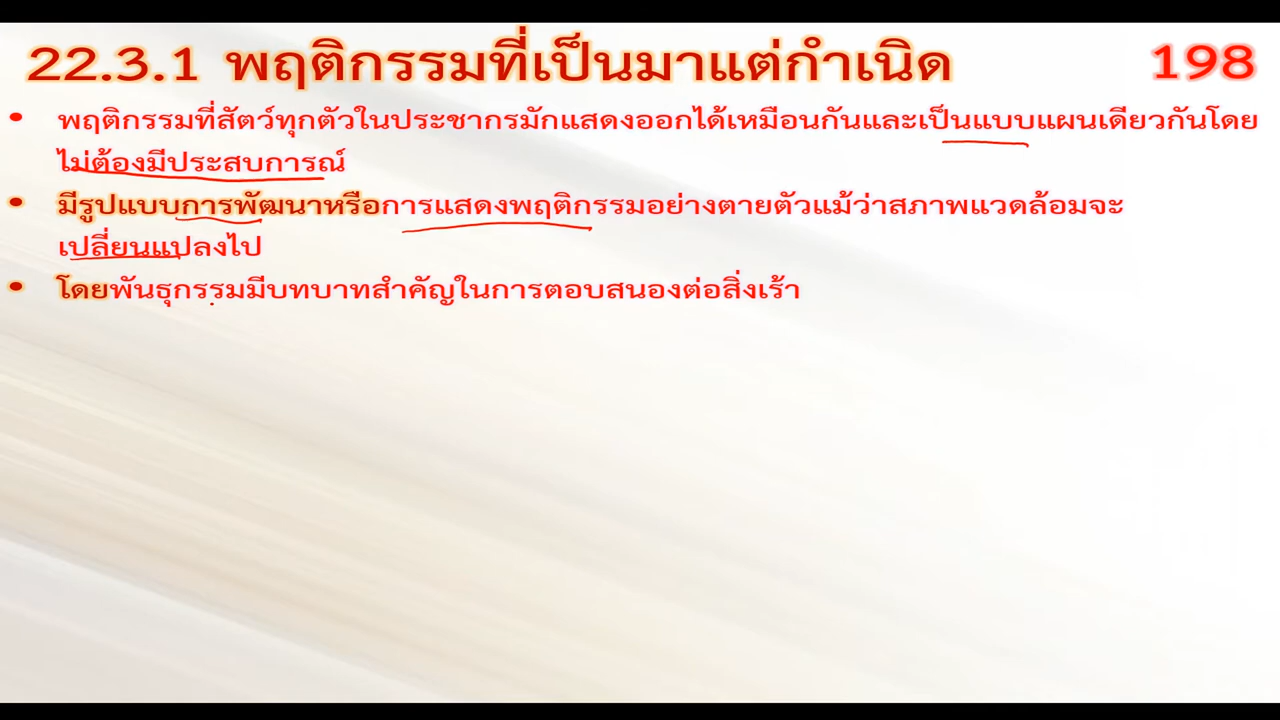 22.3.1 พฤติกรรมที่เป็นมาแต่กำเนิด 198
• พฤติกรรมที่สัตว์ทุกตัวในประชากรมักแสดงออกได้เหมือนกันและเป็นแบบแผนเดียวกันโดย
ไม่ต้องมีประสบการณ์
• มีรูปแบบการพัฒนาหรือการแสดงพฤติกรรมอย่างตายตัวแม้ว่าสภาพแวดล้อมจะ
เปลี่ยนแปลงไป
• โดยพันธุกรรมมีบทบาทสำคัญในการตอบสนองต่อสิ่งเร้า